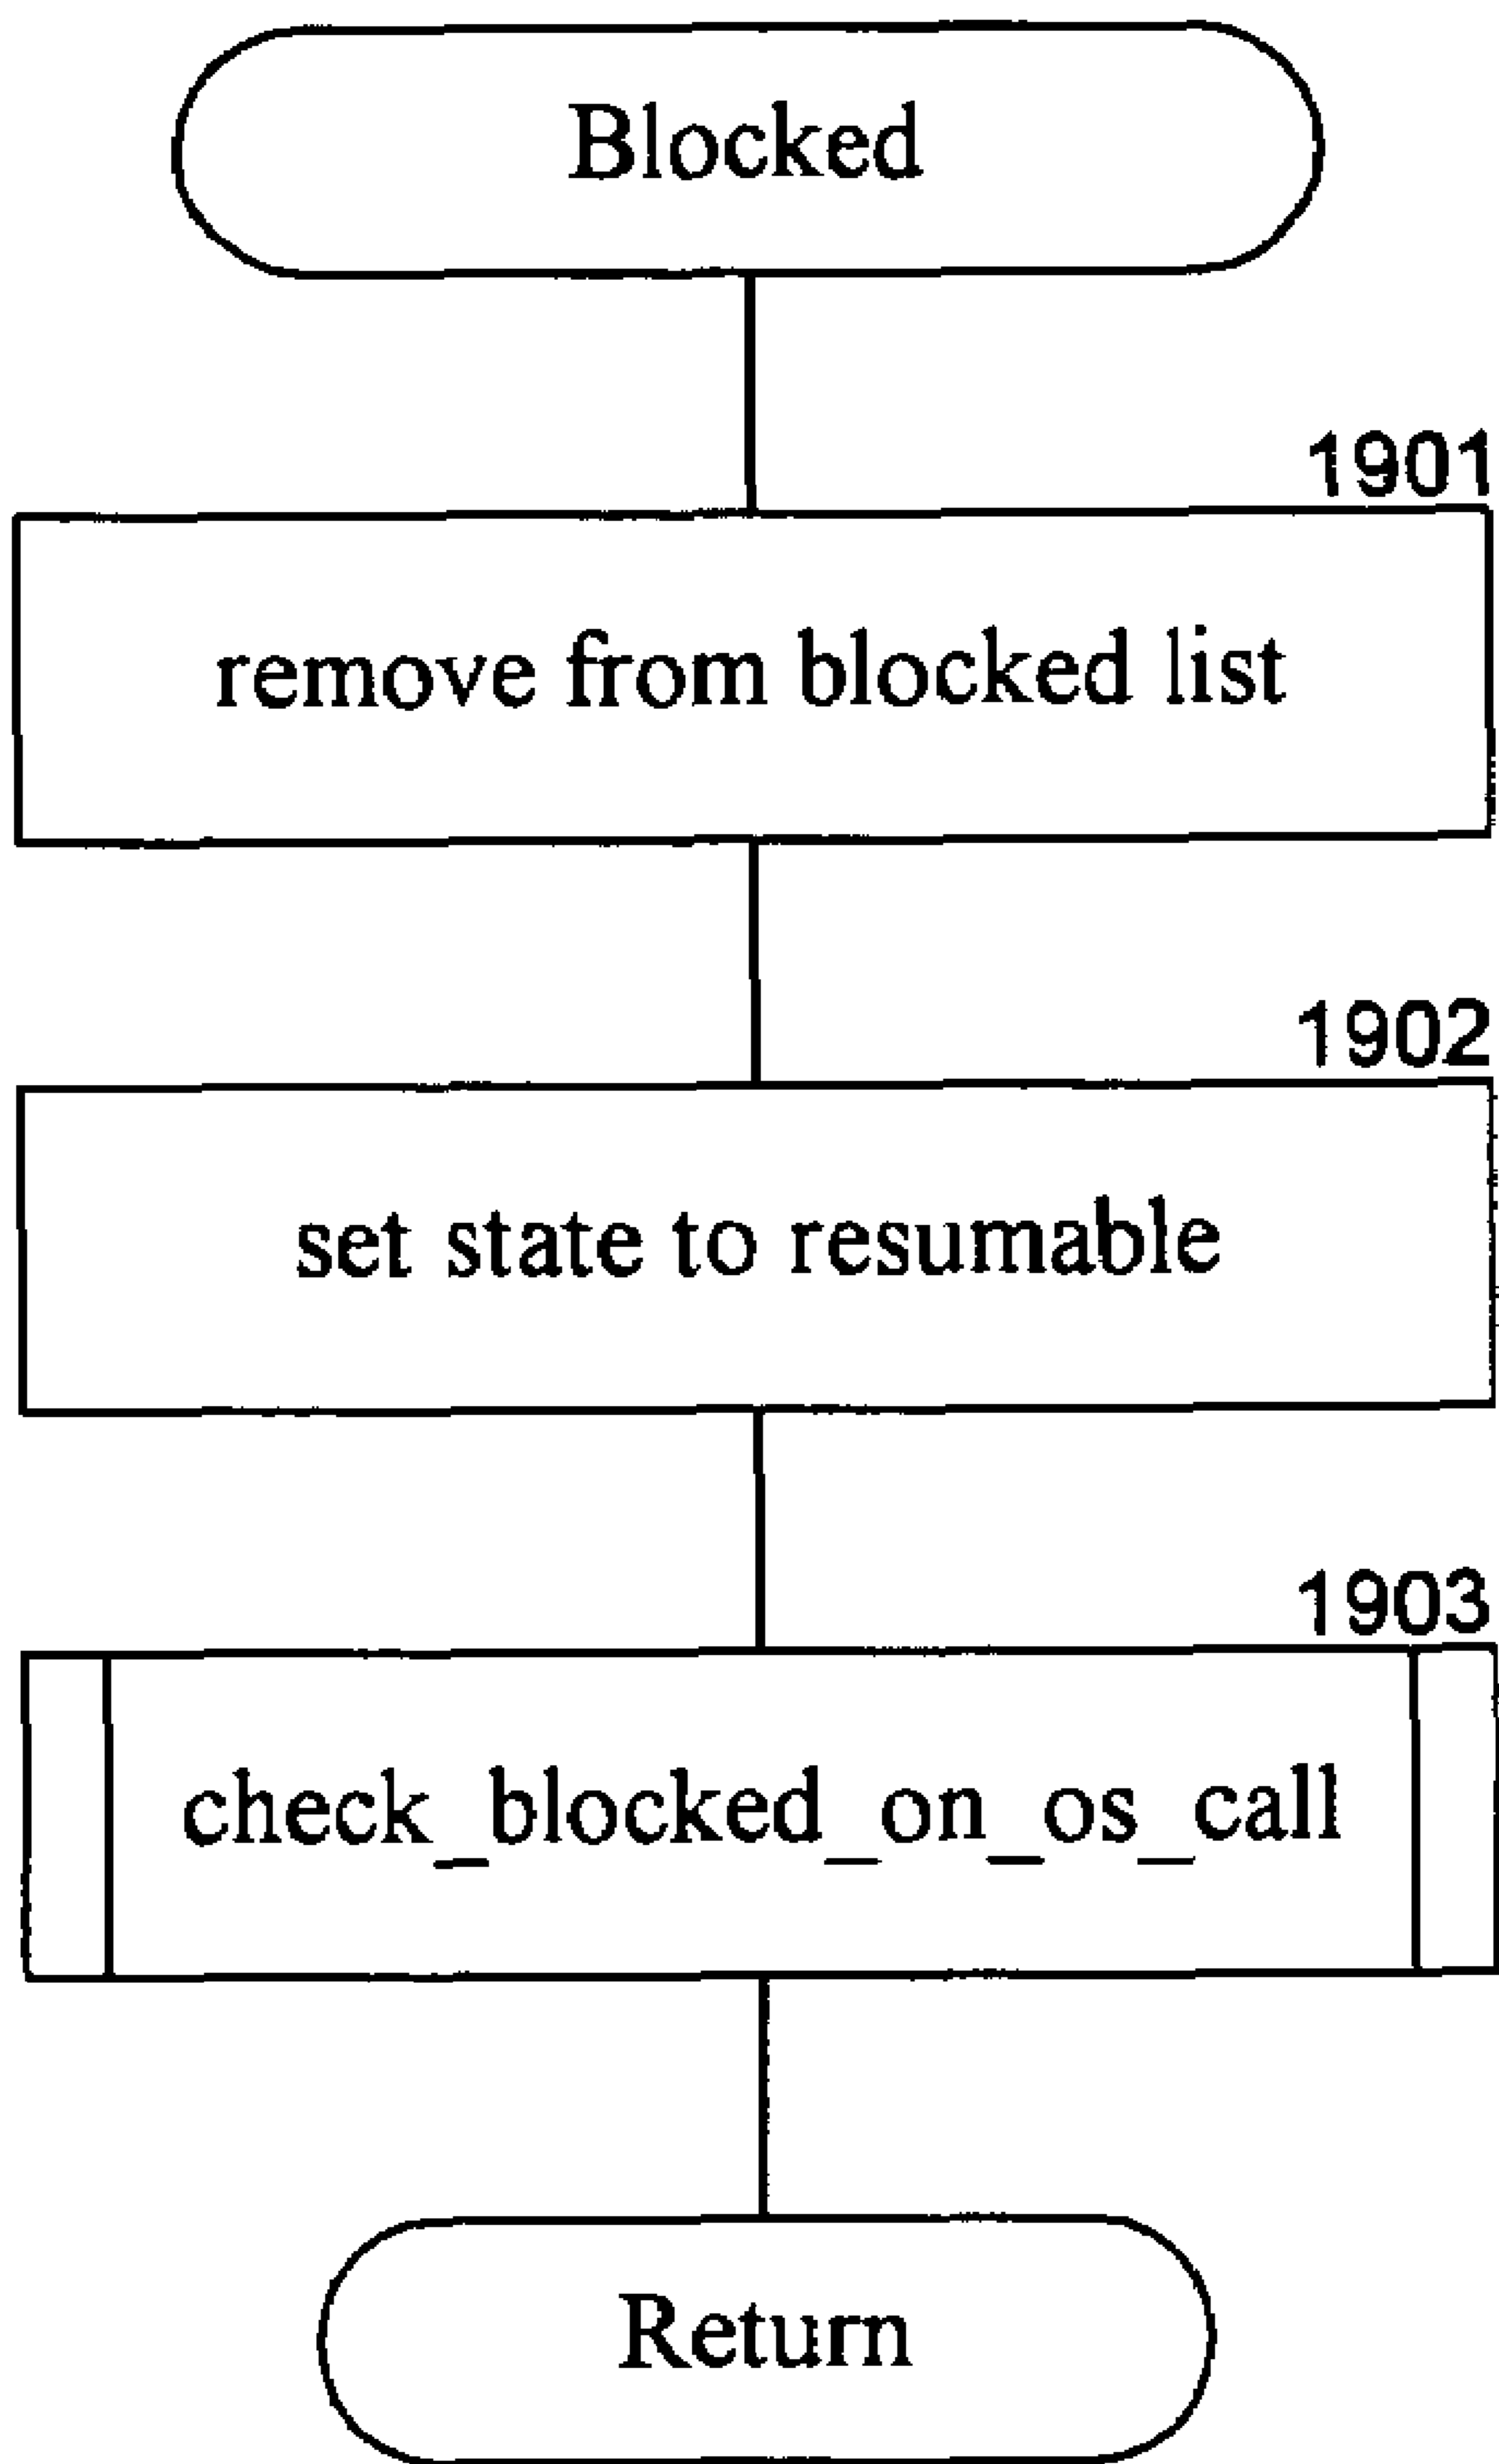 Blocked
1901
remove from blocked list
1902
set state to resumable
1903
check_blocked_on_os_call
Return